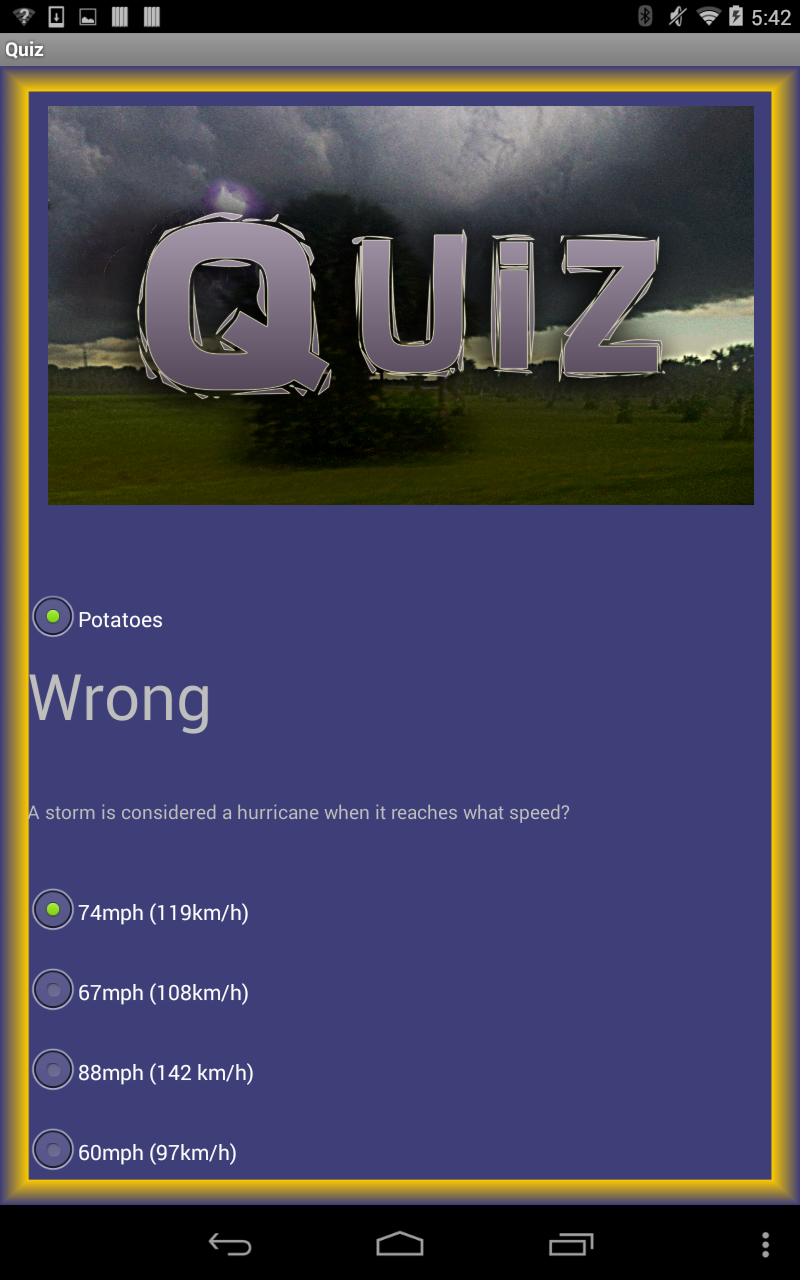 5:42
Quiz
QUiZ
Potatoes
Wrong
A storm is considered a hurricane when it reaches what speed?
74mph (119km/h)
67mph (108km/h)
88mph (142 km/h)
60mph (97km/h)